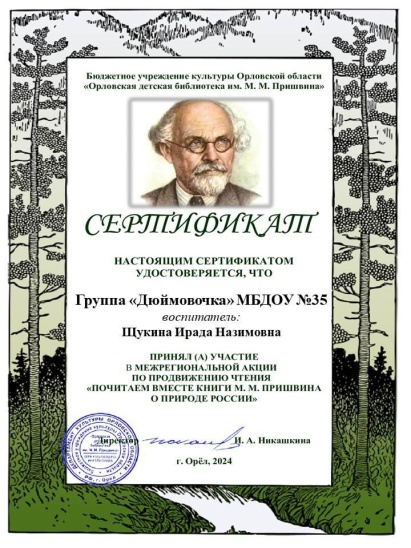 Бюджетное учреждение культуры Орловской области
«Орловская детская библиотека им. М. М. Пришвина»
СЕРТИФИКАТ
НАСТОЯЩИМ СЕРТИФИКАТОМ
УДОСТОВЕРЯЕТСЯ, ЧТО
Группа «Дюймовочка» МБДОУ №35
воспитатель:
Щукина Ирада Назимовна
ПРИНЯЛ (А) УЧАСТИЕ
В МЕЖРЕГИОНАЛЬНОЙ АКЦИИ
ПО ПРОДВИЖЕНИЮ ЧТЕНИЯ
«ПОЧИТАЕМ ВМЕСТЕ КНИГИ М. М. ПРИШВИНА
О ПРИРОДЕ РОССИИ»
Директор И. А. Никашкина
г. Орёл, 2024